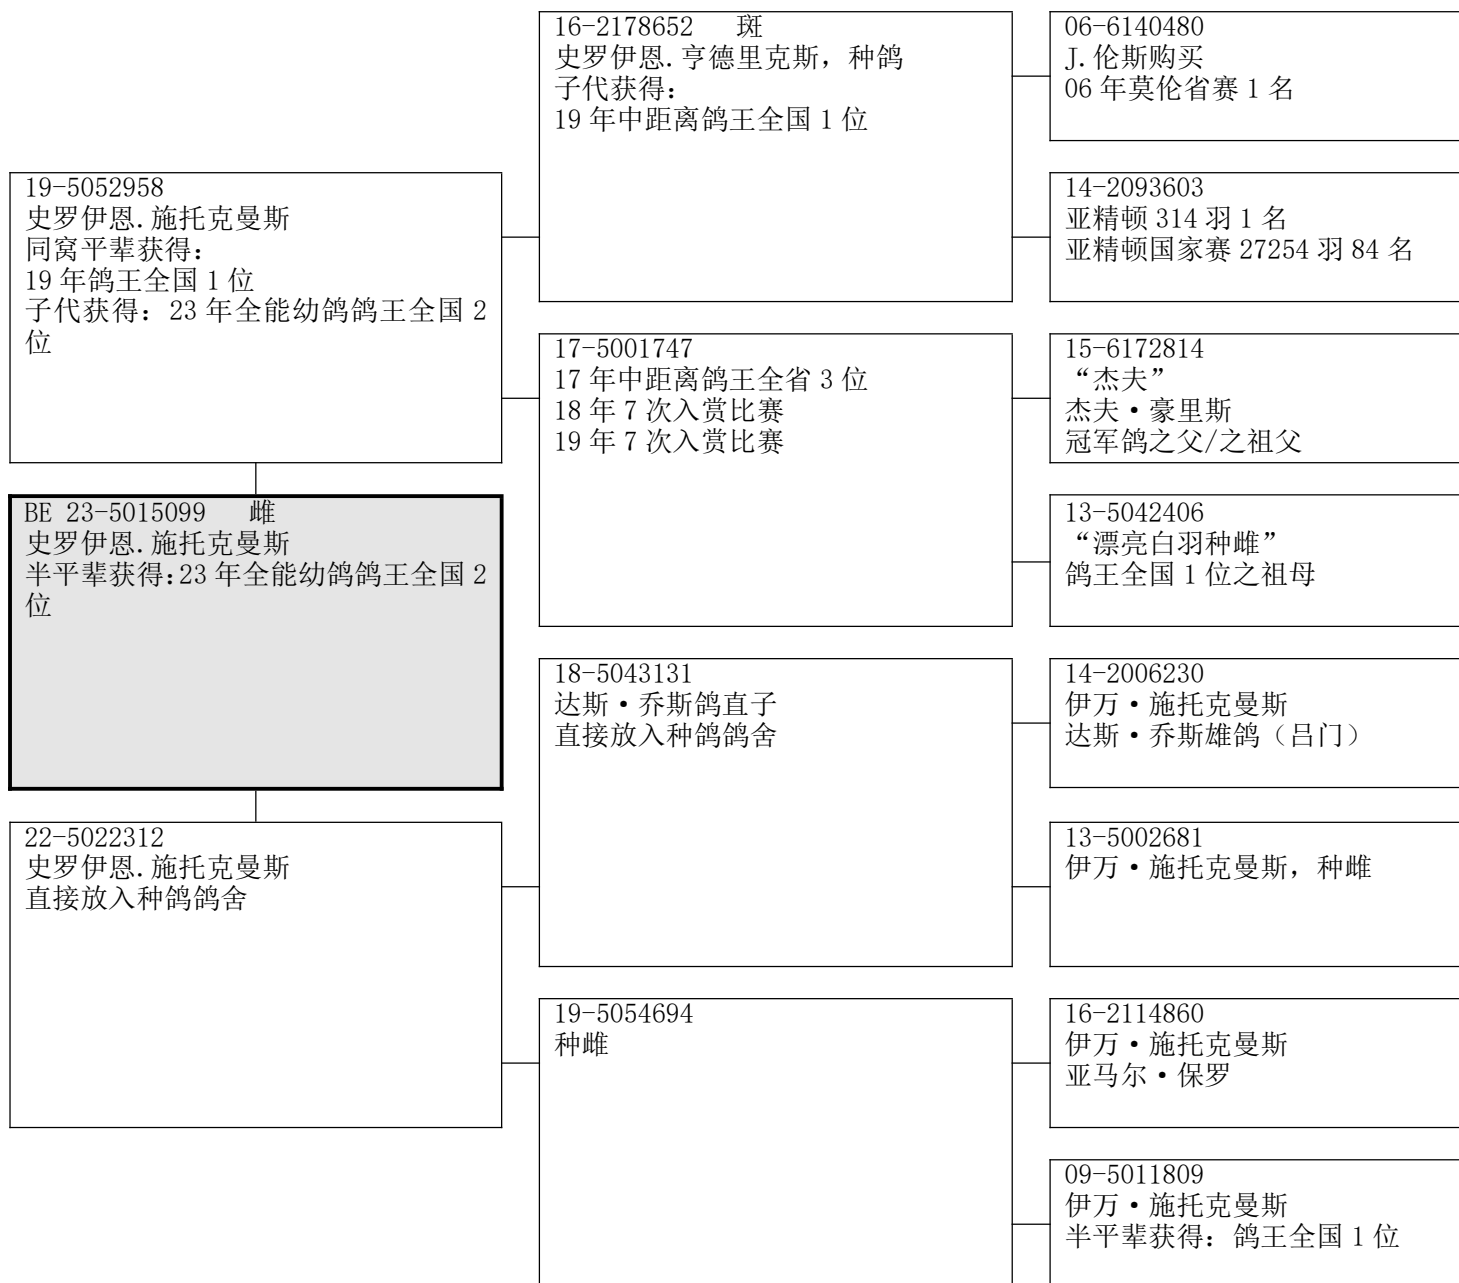 16-2178652 斑
史罗伊恩.亨德里克斯，种鸽
子代获得：
19 年中距离鸽王全国 1 位
06-6140480
J.伦斯购买
06 年莫伦省赛 1 名
19-5052958
史罗伊恩.施托克曼斯
同窝平辈获得：
19 年鸽王全国 1 位
子代获得：23 年全能幼鸽鸽王全国 2
位
14-2093603
亚精顿 314 羽 1 名
亚精顿国家赛 27254 羽 84 名
17-5001747
17 年中距离鸽王全省 3 位
18 年 7 次入赏比赛
19 年 7 次入赏比赛
15-6172814
“杰夫”
杰夫·豪里斯
冠军鸽之父/之祖父
BE 23-5015099 雌
史罗伊恩.施托克曼斯
半平辈获得:23 年全能幼鸽鸽王全国 2
位
13-5042406
“漂亮白羽种雌”
鸽王全国 1 位之祖母
18-5043131
达斯·乔斯鸽直子
直接放入种鸽鸽舍
14-2006230
伊万·施托克曼斯
达斯·乔斯雄鸽（吕门）
22-5022312
史罗伊恩.施托克曼斯
直接放入种鸽鸽舍
13-5002681
伊万·施托克曼斯，种雌
19-5054694
种雌
16-2114860
伊万·施托克曼斯
亚马尔·保罗
09-5011809
伊万·施托克曼斯
半平辈获得：鸽王全国 1 位